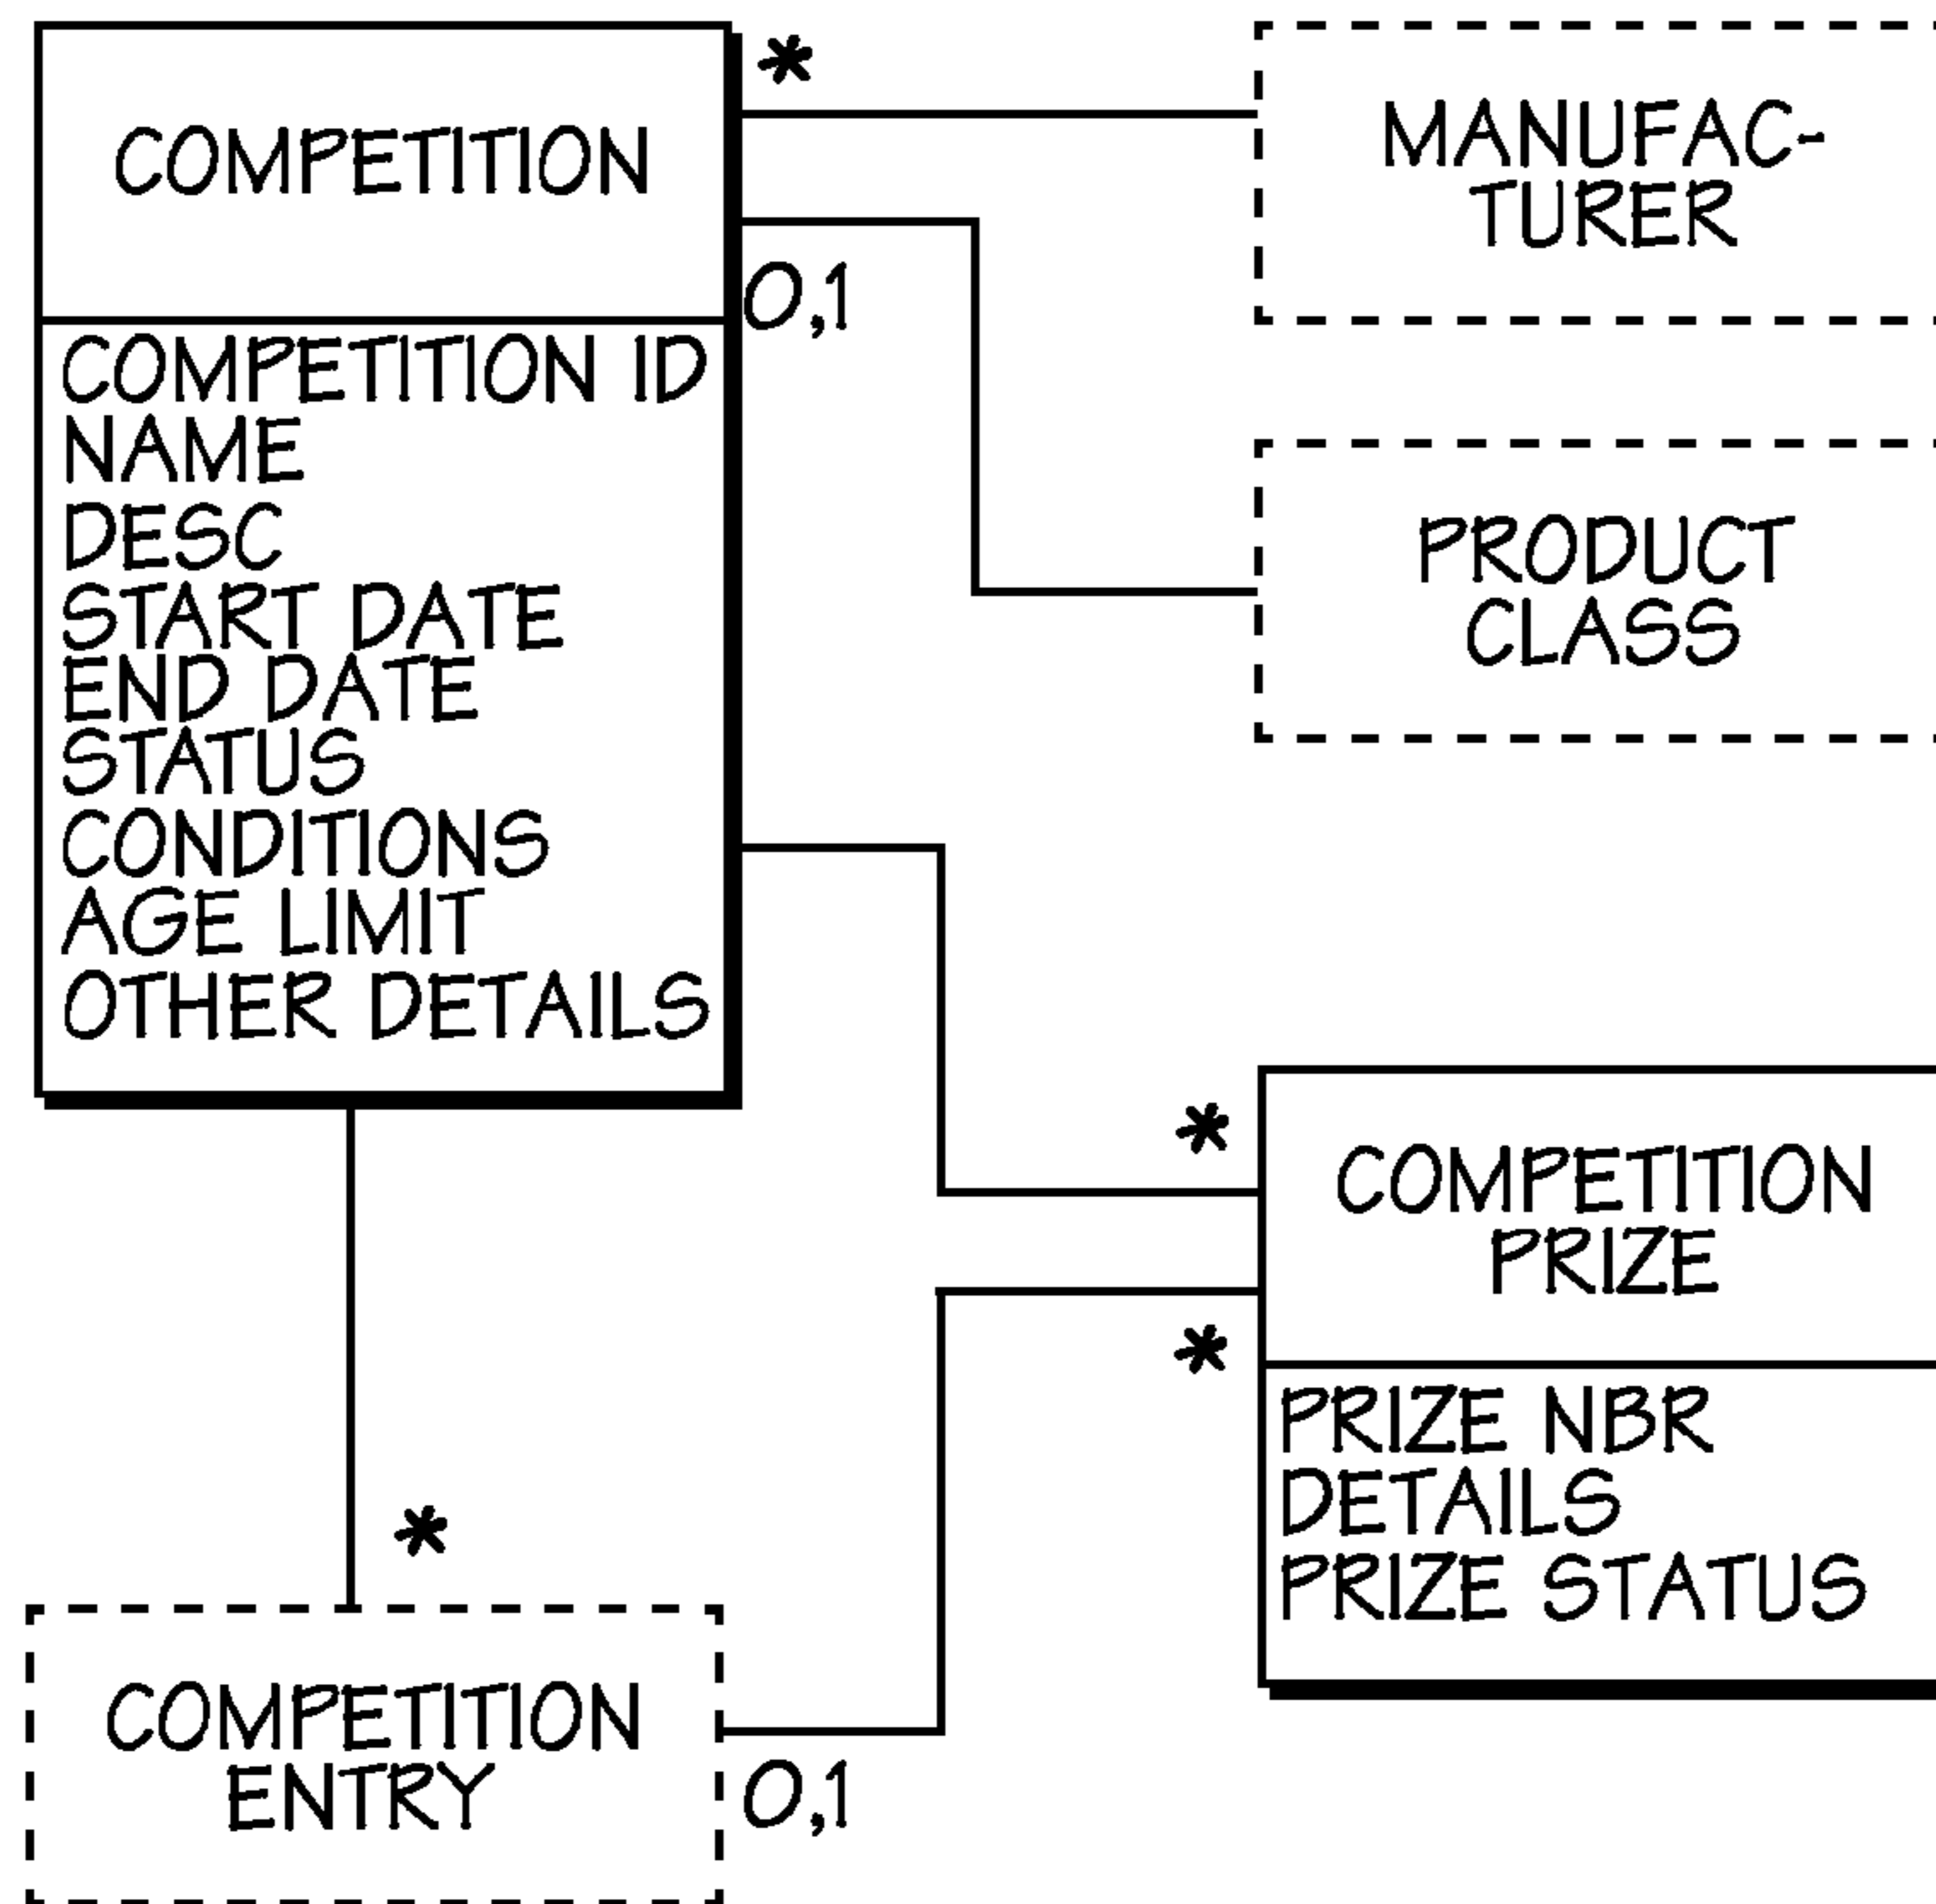 COMPETITION
*
MANUFAC-
TURER
0,1
COMPETITION ID
NAME
DESC
START DATE
END DATE
STATUS
CONDITIONS
AGE LIMIT
OTHER DETAILS
PRODUCT
CLASS
*
COMPETITION
PRIZE
*
PRIZE NBR
DETAILS
PRIZE STATUS
*
COMPETITION
ENTRY
0,1